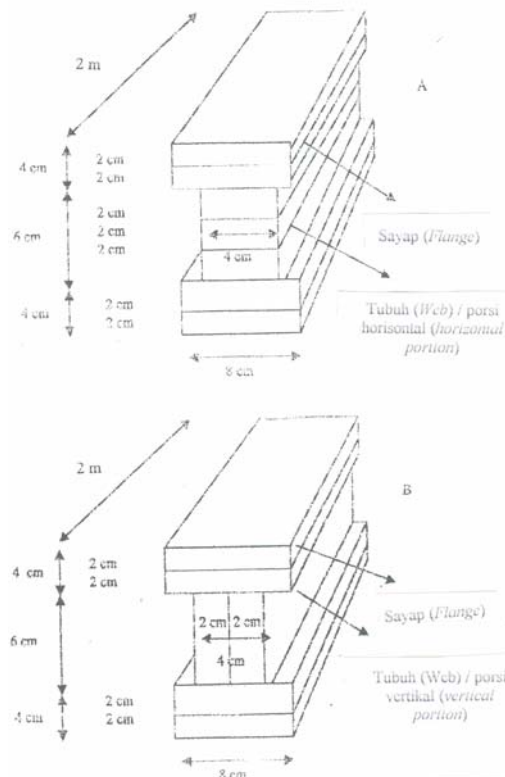 2 m
A
4 cm
2 cm
2 cm
6 cm
2 cm
2 cm
2 cm
4 cm
Sayap (Flange)
4 cm
2 cm
2 cm
Tubuh (Web) / porsi
horisontal (horizontal
portion)
8 cm
2 m
B
4 cm
2 cm
2 cm
2 cm 2 cm
6 cm
4 cm
Sayap (Flange)
Tubuh (Web) / porsi
vertikal (vertical
portion)
4 cm
2 cm
2 cm
8 cm